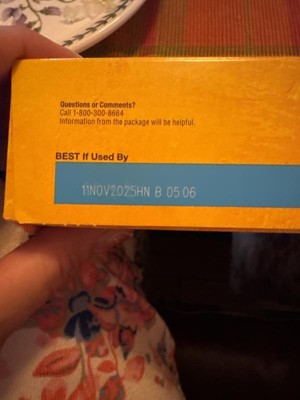 Questions or Comments?
Call 1-800-300-8664
Information from the package will be helpful.
BEST If Used By
11NOV2025HN B 05:06